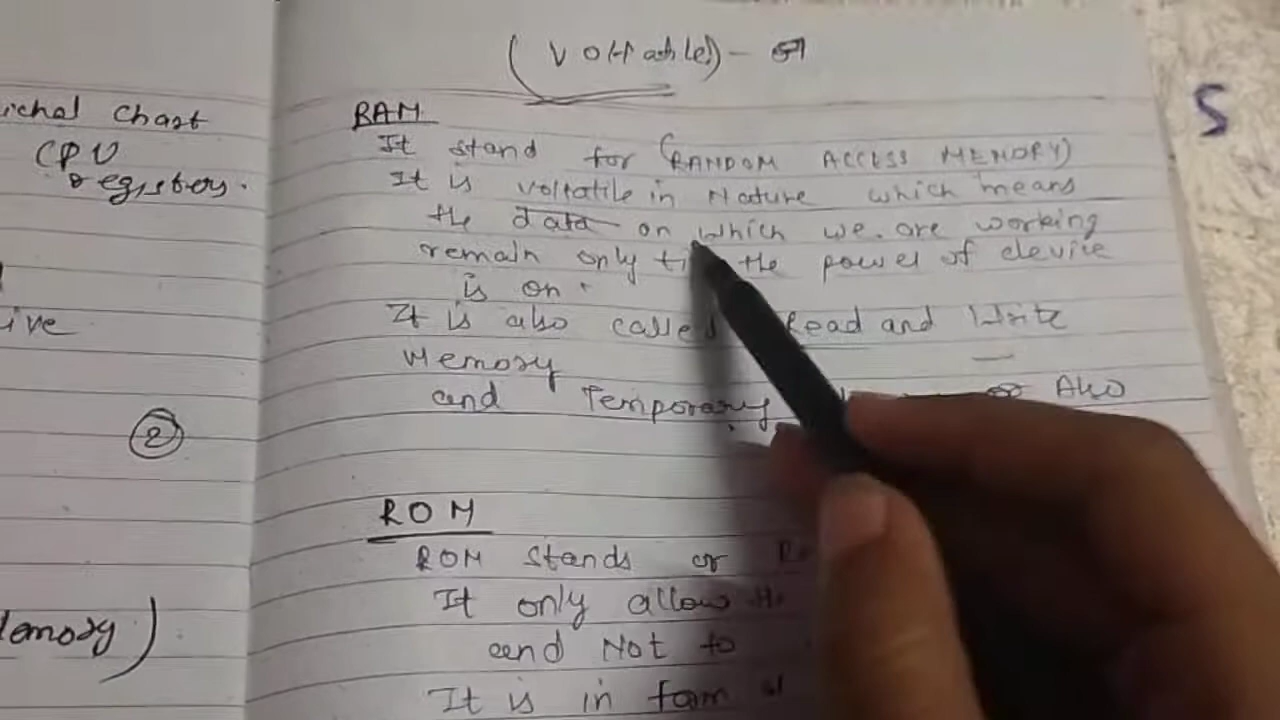 (Voltatile) -
ichal Chart
CPU
registers.
ive
2
emory)
RAM
It stand for (RANDOM ACCESS MEMORY)
It is voltatile in Nature which means
the data on which we are working
remain only the power of device
is on.
It is also called Read and Write
Memory
and Temporary Also
ROM
ROM stands or
It only allow
and Not to
It is in
S